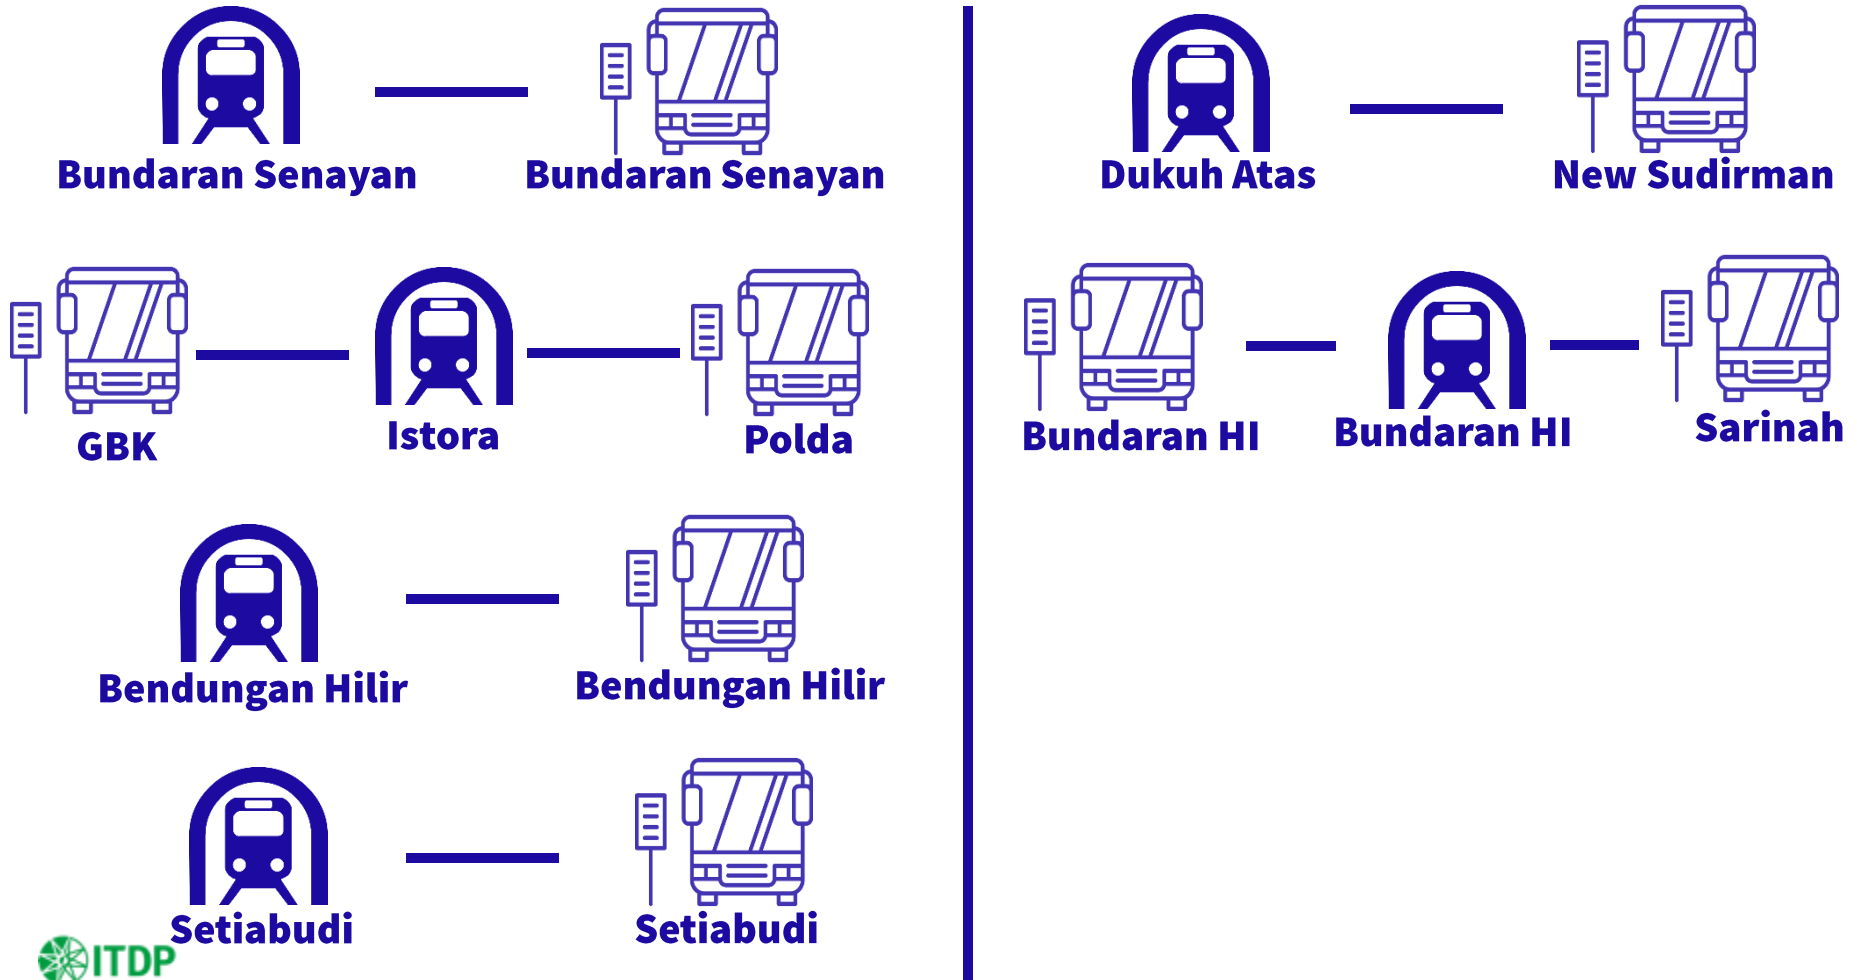 Bundaran Senayan
Bundaran Senayan
GBK
Istora
Polda
Bendungan Hilir
Bendungan Hilir
Setiabudi
Setiabudi
ITDP
Dukuh Atas
New Sudirman
Bundaran HI
Bundaran HI
Sarinah